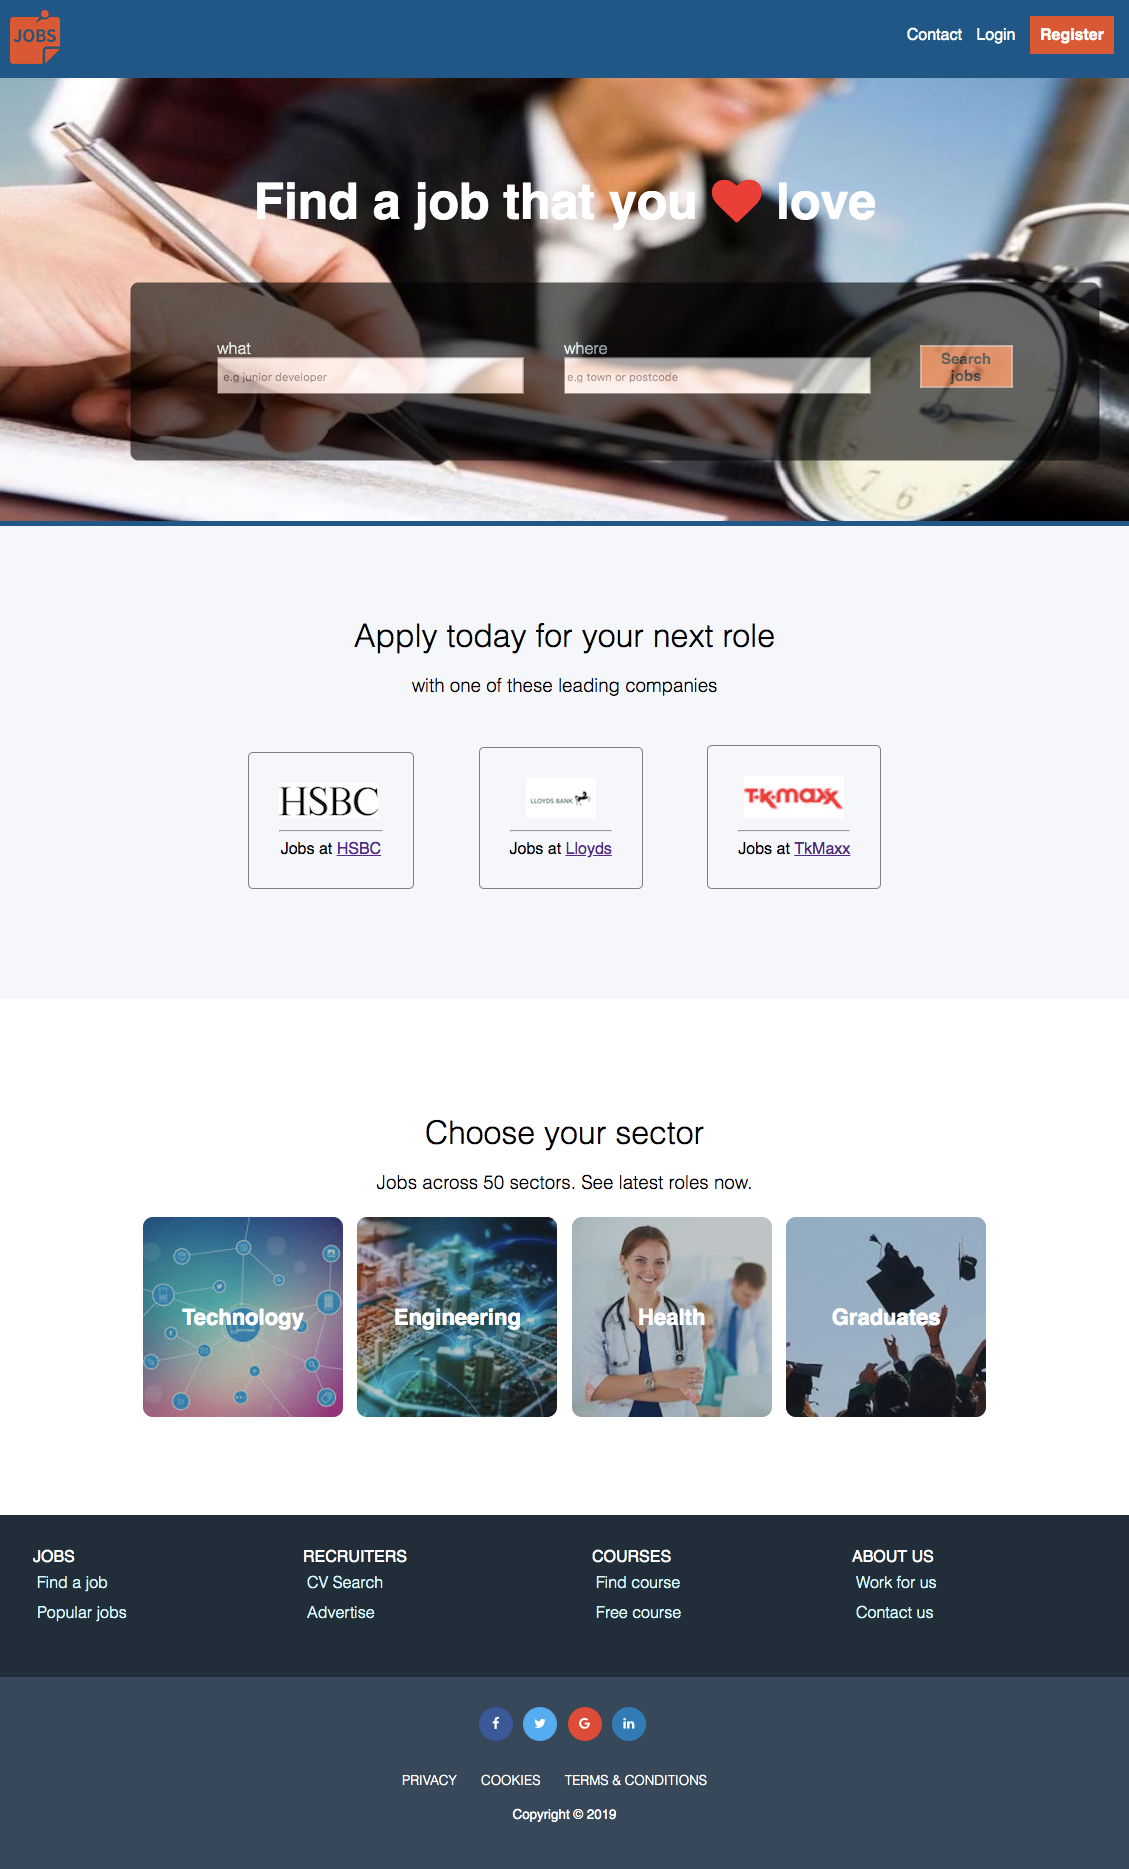 JOBS
Contact Login Register
Find a job that you love
what where
e.g junior developer e.g town or postcode
Search
jobs
Apply today for your next role
with one of these leading companies
HSBC LLOYDS BANK T·K·maxx
Jobs at HSBC Jobs at Lloyds Jobs at TkMaxx
Choose your sector
Jobs across 50 sectors. See latest roles now.
Technology Engineering Health Graduates
JOBS RECRUITERS COURSES ABOUT US
Find a job CV Search Find course Work for us
Popular jobs Advertise Free course Contact us
PRIVACY COOKIES TERMS & CONDITIONS
Copyright © 2019